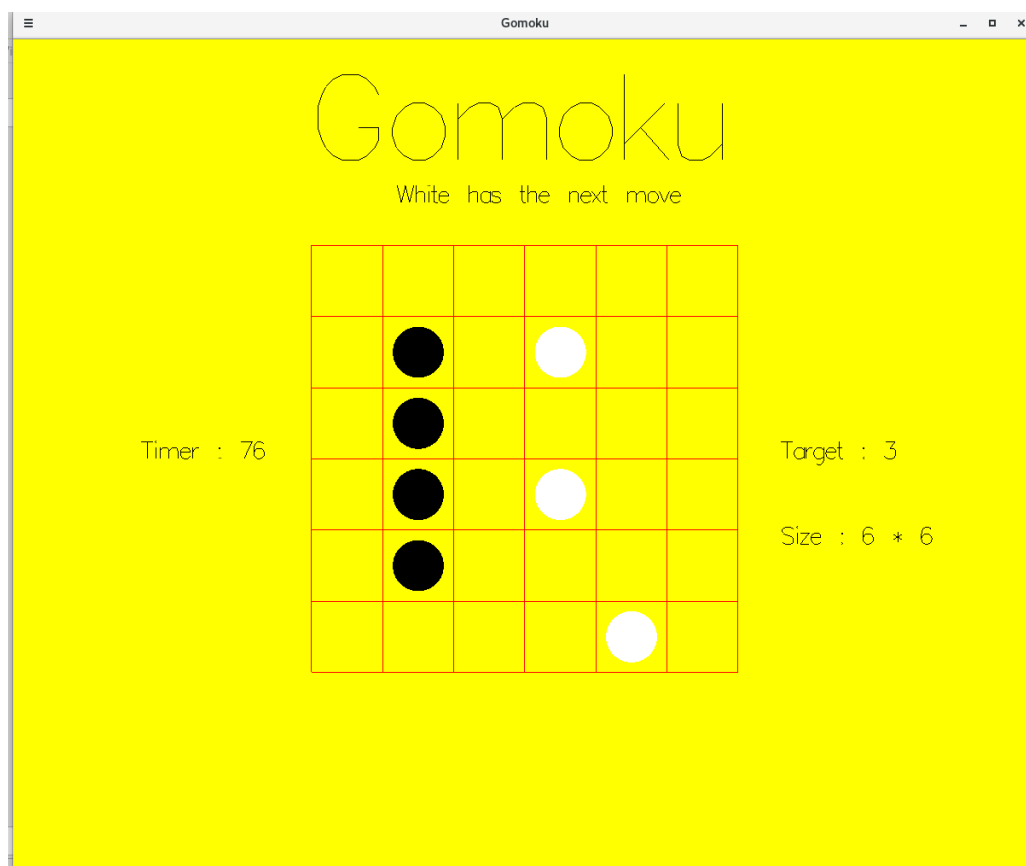 Gomoku
Gomoku
White has the next move
Timer : 76
Target : 3
Size : 6 * 6